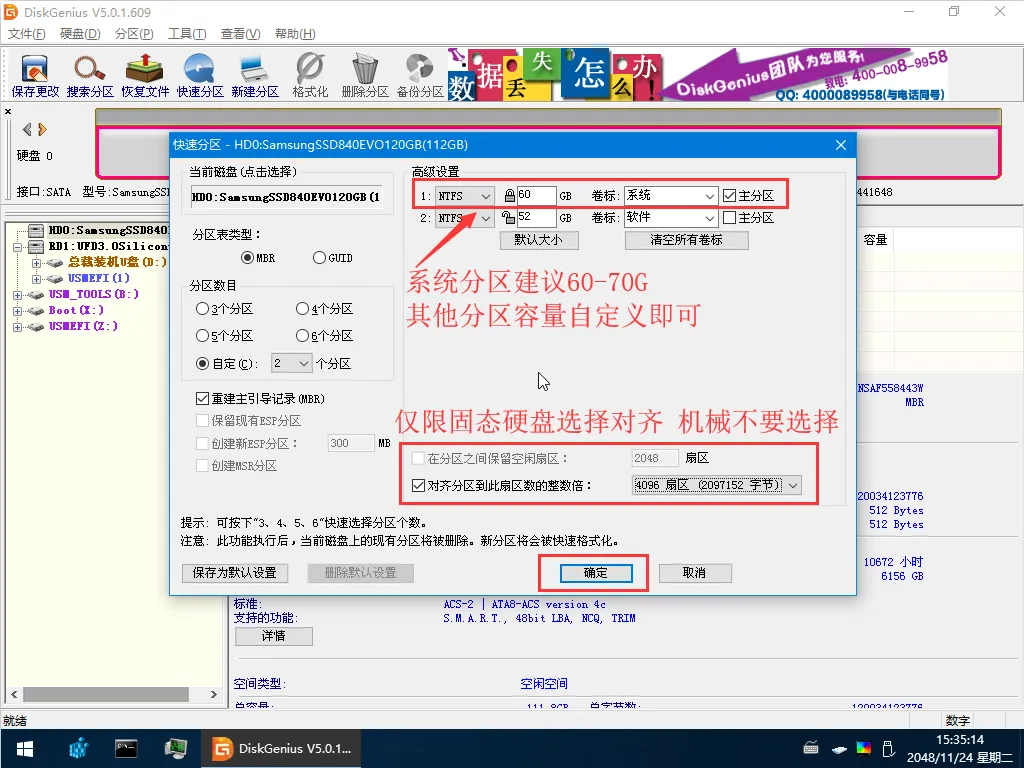 DiskGenius V5.0.1.609
文件(F) 硬盘(D) 分区(P) 工具(T) 查看(V) 帮助(H)
保存更改 搜索分区 恢复文件 快速分区 新建分区 格式化 删除分区 备份分区
数据丢失怎么办!
DiskGenius团队为您服务!
致电: 400-008-9958
QQ: 4000089958(与电话同号)
硬盘 0
接口:SATA 型号:SamsungSS
441648
HD0:SamsungSSD840
RD1:UFD3.0Silicon
总裁装机U盘(D:)
USMEFI(1)
USM_TOOLS(B:)
Boot(X:)
USMEFI(Z:)
快速分区 - HD0:SamsungSSD840EVO120GB(112GB)
当前磁盘(点击选择)
HD0:SamsungSSD840EVO120GB(1
分区表类型:
MBR GUID
分区数目
3个分区 4个分区
5个分区 6个分区
自定(C): 2 个分区
重建主引导记录(MBR)
保留现有ESP分区
创建新ESP分区: 300 MB
创建MSR分区
高级设置
1: NTFS 60 GB 卷标: 系统 主分区
2: NTFS 52 GB 卷标: 软件 主分区
默认大小 清空所有卷标
系统分区建议60-70G
其他分区容量自定义即可
仅限固态硬盘选择对齐 机械不要选择
在分区之间保留空闲扇区: 2048 扇区
对齐分区到此扇区数的整数倍: 4096 扇区 (2097152 字节)
提示: 可按下“3、4、5、6”快速选择分区个数。
注意: 此功能执行后,当前磁盘上的现有分区将被删除。新分区将会被快速格式化。
保存为默认设置 删除默认设置 确定 取消
容量
NSAF558443W
MBR
20034123776
512 Bytes
512 Bytes
10672 小时
6156 GB
标准: ACS-2 | ATA8-ACS version 4c
支持的功能: S.M.A.R.T., 48bit LBA, NCQ, TRIM
详情
空间类型: 空闲空间
总容量: 111.8GB 总字节数: 120034123776
就绪
数字
DiskGenius V5.0.1...
15:35:14
2048/11/24 星期二